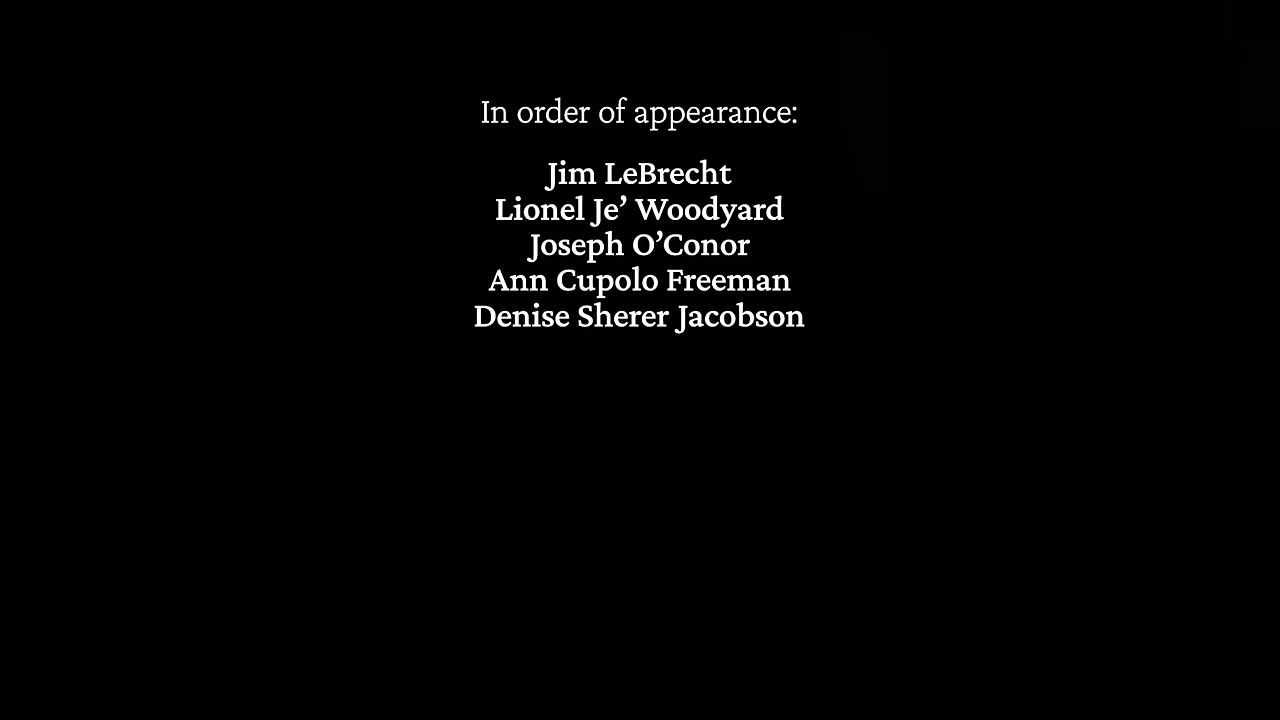 In order of appearance:
Jim LeBrecht
Lionel Je’ Woodyard
Joseph O’Conor
Ann Cupolo Freeman
Denise Sherer Jacobson